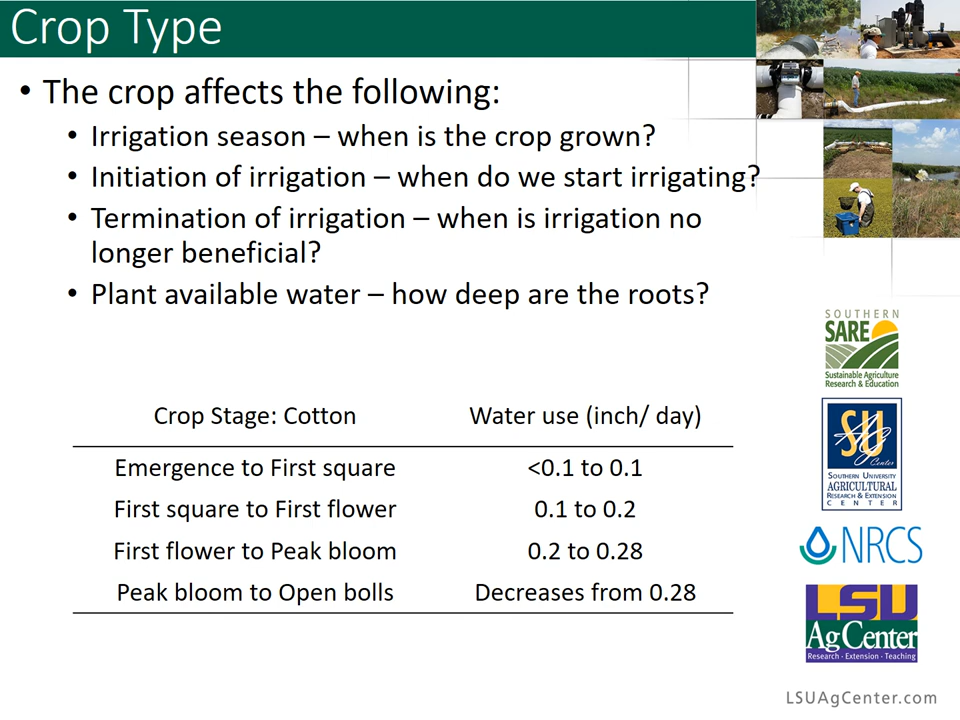 Crop Type
• The crop affects the following:
• Irrigation season – when is the crop grown?
• Initiation of irrigation – when do we start irrigating?
• Termination of irrigation – when is irrigation no
longer beneficial?
• Plant available water – how deep are the roots?
Crop Stage: Cotton Water use (inch/ day)
Emergence to First square <0.1 to 0.1
First square to First flower 0.1 to 0.2
First flower to Peak bloom 0.2 to 0.28
Peak bloom to Open bolls Decreases from 0.28
SOUTHERN
SARE
Sustainable Agriculture
Research & Education
SU
Ag
Center
SOUTHERN UNIVERSITY
AGRICULTURAL
RESEARCH & EXTENSION
CENTER
NRCS
LSU
AgCenter
Research · Extension · Teaching
LSUAgCenter.com